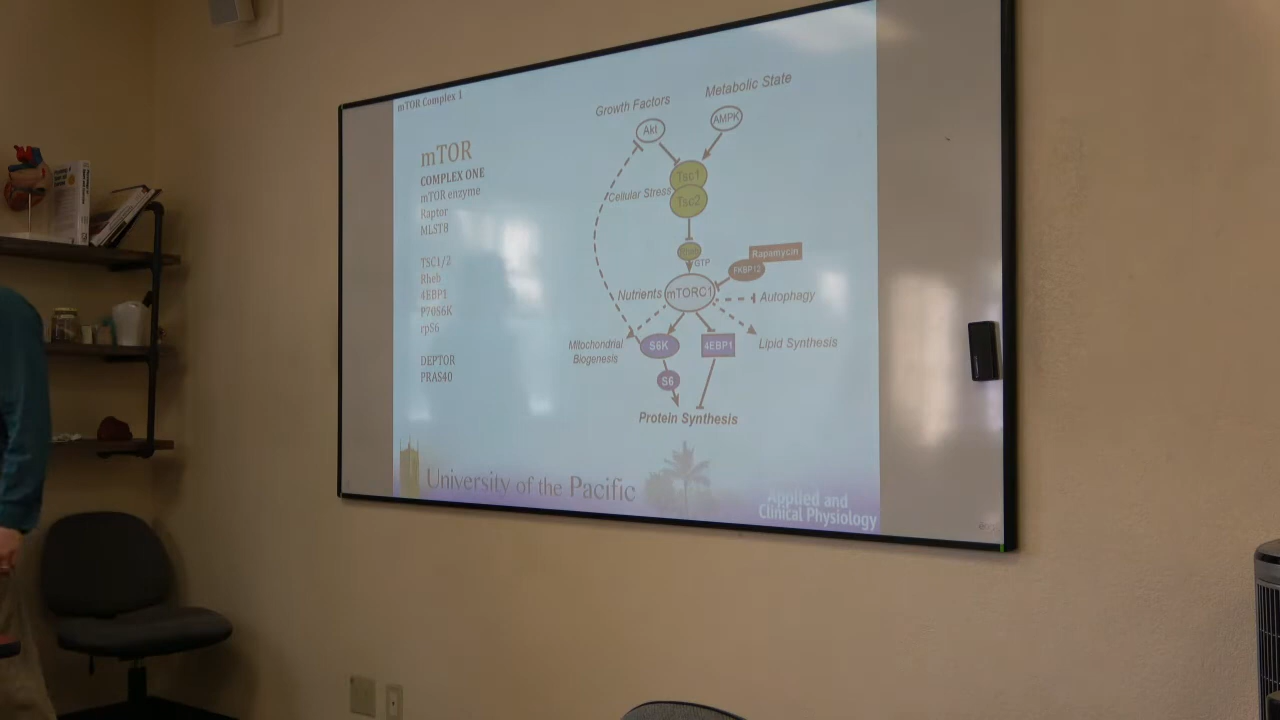 mTOR Complex 1
mTOR
COMPLEX ONE
mTOR enzyme
Raptor
MLST8
TSC1/2
Rheb
4EBP1
P70S6K
rpS6
DEPTOR
PRAS40
Growth Factors
Metabolic State
Akt
AMPK
Tsc1
Cellular Stress
Tsc2
Rapamycin
GTP
FKBP12
Nutrients
mTORC1
Autophagy
Mitochondrial
Biogenesis
S6K
4EBP1
Lipid Synthesis
S6
Protein Synthesis
University of the Pacific
Applied and
Clinical Physiology